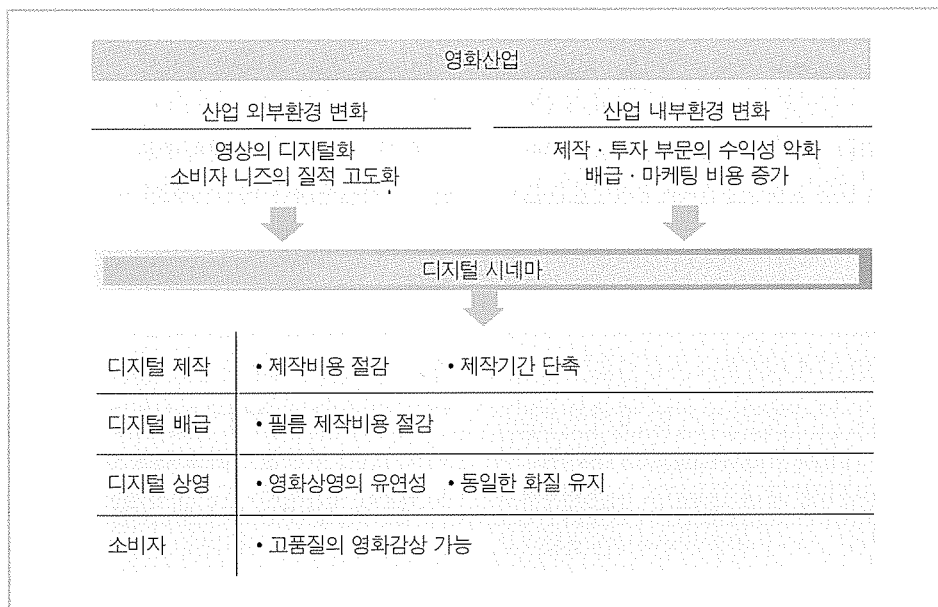 영화산업
산업 외부환경 변화
영상의 디지털화
소비자 니즈의 질적 고도화
산업 내부환경 변화
제작 · 투자 부문의 수익성 악화
배급 · 마케팅 비용 증가
디지털 시네마
디지털 제작 • 제작비용 절감 • 제작기간 단축
디지털 배급 • 필름 제작비용 절감
디지털 상영 • 영화상영의 유연성 • 동일한 화질 유지
소비자 • 고품질의 영화감상 가능